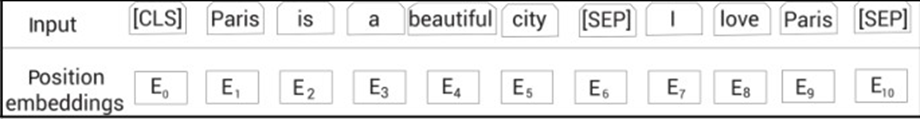 Input [CLS] Paris is a beautiful city [SEP] I love Paris [SEP]
Position embeddings E₀ E₁ E₂ E₃ E₄ E₅ E₆ E₇ E₈ E₉ E₁₀